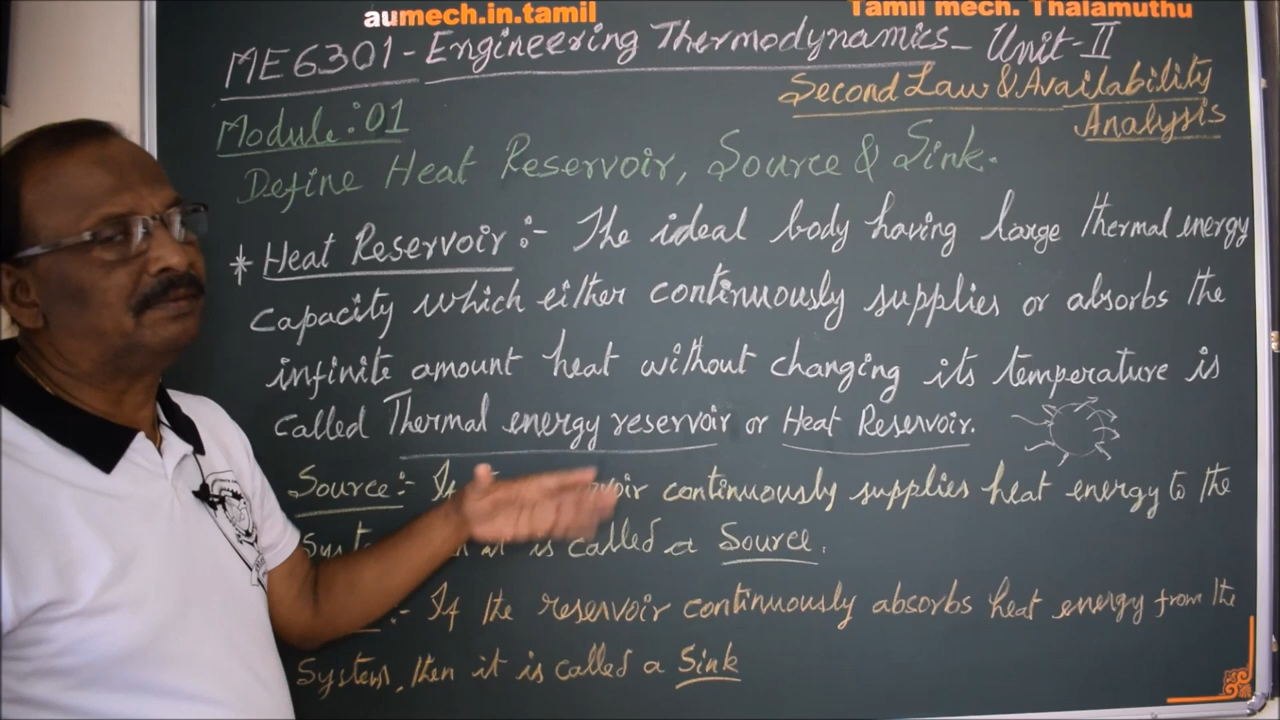 aumech.in.tamil
Tamil mech. Thalamuthu
ME6301 - Engineering Thermodynamics - Unit-II
Second Law & Availability
Analysis
Module:01
Define Heat Reservoir, Source & Sink.
* Heat Reservoir :- The ideal body having large thermal energy
capacity which either continuously supplies or absorbs the
infinite amount heat without changing its temperature is
called Thermal energy reservoir or Heat Reservoir.
Source:- If continuously supplies heat energy to the
is called a Source.
:- If the reservoir continuously absorbs heat energy from the
System, then it is called a Sink